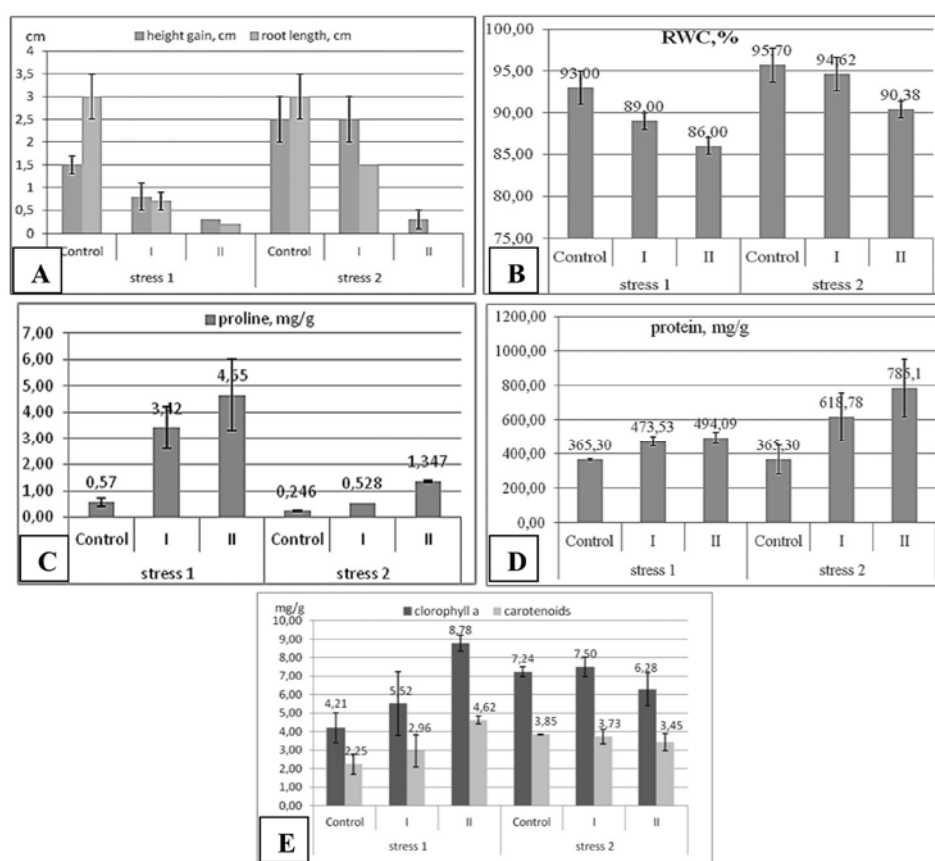 cm
height gain, cm root length, cm
4
3,5
3
2,5
2
1,5
1
0,5
0
Control I II Control I II
stress 1 stress 2
A
RWC,%
100,00
95,00
90,00
85,00
80,00
75,00
93,00 89,00 86,00 95,70 94,62 90,38
Control I II Control I II
stress 1 stress 2
B
proline, mg/g
7,00
6,00
5,00
4,00
3,00
2,00
1,00
0,00
0,57 3,42 4,65 0,246 0,528 1,347
Control I II Control I II
stress 1 stress 2
C
protein, mg/g
1200,00
1000,00
800,00
600,00
400,00
200,00
0,00
365,30 473,53 494,09 365,30 618,78 785,1
Control I II Control I II
stress 1 stress 2
D
mg/g
clorophyll a carotenoids
10,00
9,00
8,00
7,00
6,00
5,00
4,00
3,00
2,00
1,00
0,00
4,21 2,25 5,52 2,96 8,78 4,62 7,24 3,85 7,50 3,73 6,28 3,45
Control I II Control I II
stress 1 stress 2
E